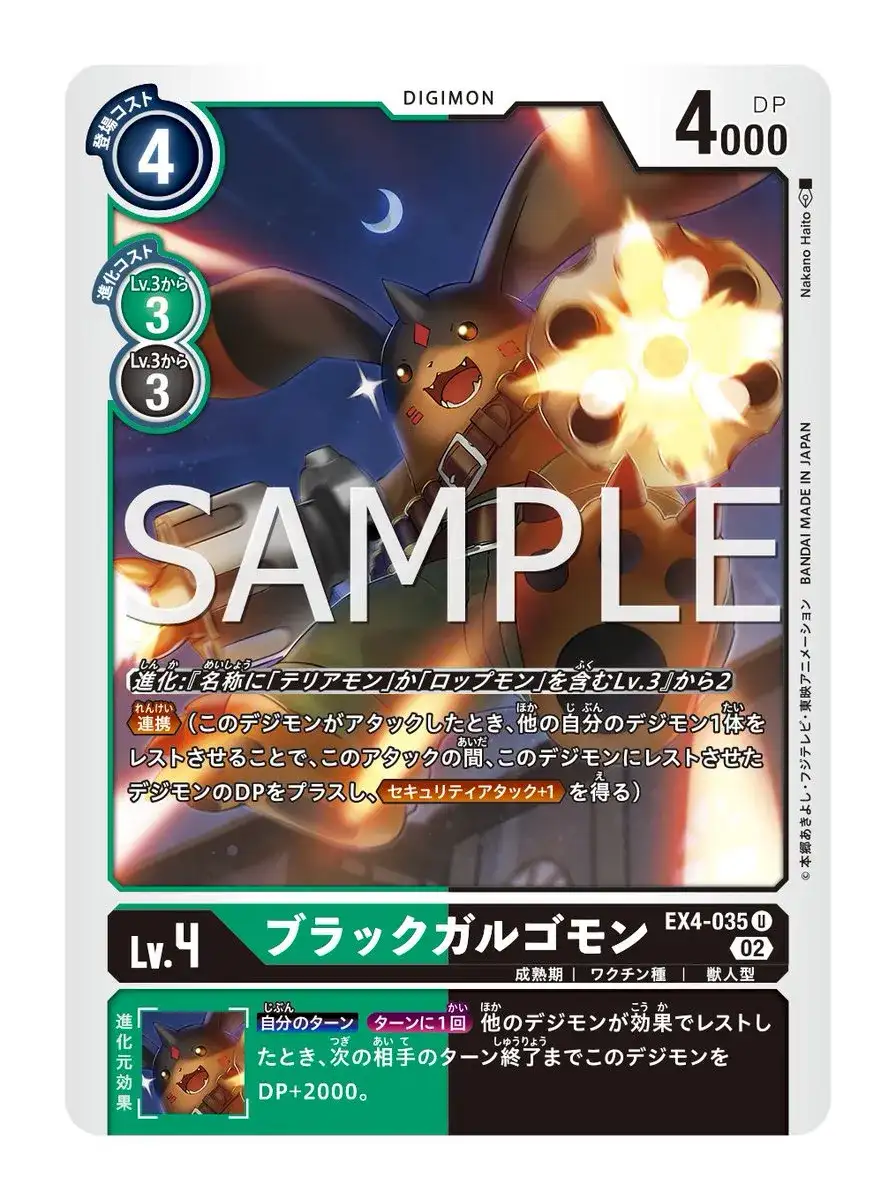 DIGIMON
登場コスト
4
4000
DP
進化コスト
Lv.3から
3
Lv.3から
3
Nakano Haito
SAMPLE
進化:『名称に「テリアモン」か「ロップモン」を含むLv.3』から2
連携(このデジモンがアタックしたとき、他の自分のデジモン1体を
レストさせることで、このアタックの間、このデジモンにレストさせた
デジモンのDPをプラスし、セキュリティアタック+1を得る)
©本郷あきよし・フジテレビ・東映アニメーション BANDAI MADE IN JAPAN
Lv.4
ブラックガルゴモン
EX4-035 U
02
成熟期 | ワクチン種 | 獣人型
進化元効果
自分のターン ターンに1回 他のデジモンが効果でレストし
たとき、次の相手のターン終了までこのデジモンを
DP+2000。